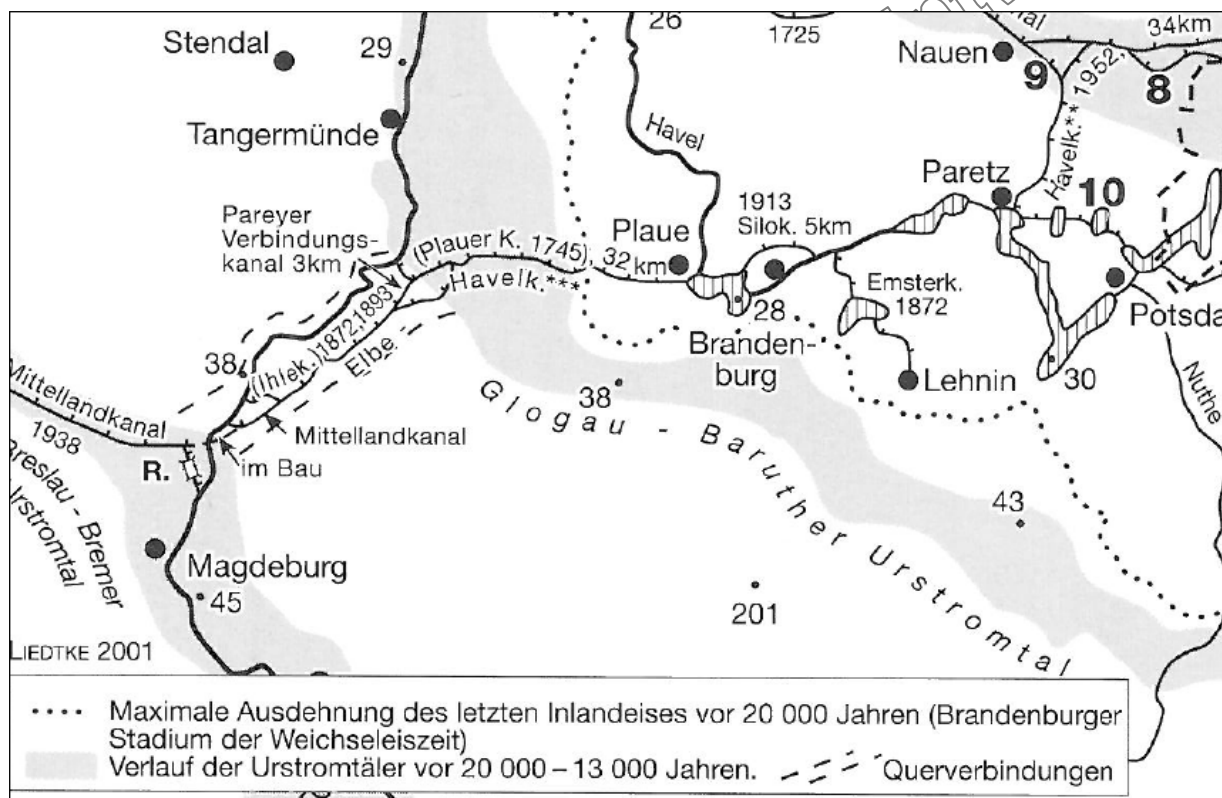 Stendal
29
26
1725
nal
34km
Nauen
9
8
Tangermünde
Havel
Havelk.** 1952,
Paretz
10
Pareyer
Verbindungs-
kanal 3km
(Plauer K. 1745), 32 km
Havelk.***
Plaue
1913
Silok. 5km
28
Branden-
burg
Emsterk.
1872
Lehnin
Potsda
30
Nuthe
38
(Ihlek.) 1872,1893
Elbe
38
Mittellandkanal
1938
Mittellandkanal
im Bau
R.
Breslau - Bremer
Urstromtal
Glogau - Baruther Urstromtal
43
Magdeburg
45
201
LIEDTKE 2001
Maximale Ausdehnung des letzten Inlandeises vor 20 000 Jahren (Brandenburger
Stadium der Weichseleiszeit)
Verlauf der Urstromtäler vor 20 000 – 13 000 Jahren.
Querverbindungen